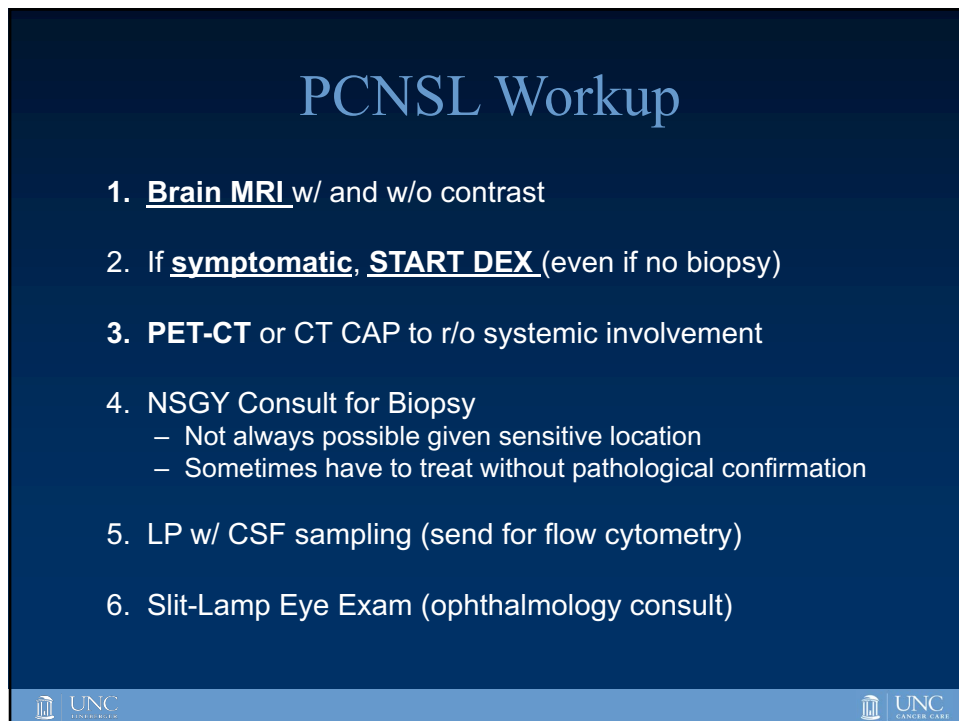 PCNSL Workup
1. Brain MRI w/ and w/o contrast
2. If symptomatic, START DEX (even if no biopsy)
3. PET-CT or CT CAP to r/o systemic involvement
4. NSGY Consult for Biopsy
– Not always possible given sensitive location
– Sometimes have to treat without pathological confirmation
5. LP w/ CSF sampling (send for flow cytometry)
6. Slit-Lamp Eye Exam (ophthalmology consult)
UNC
LINEBERGER
UNC
CANCER CARE